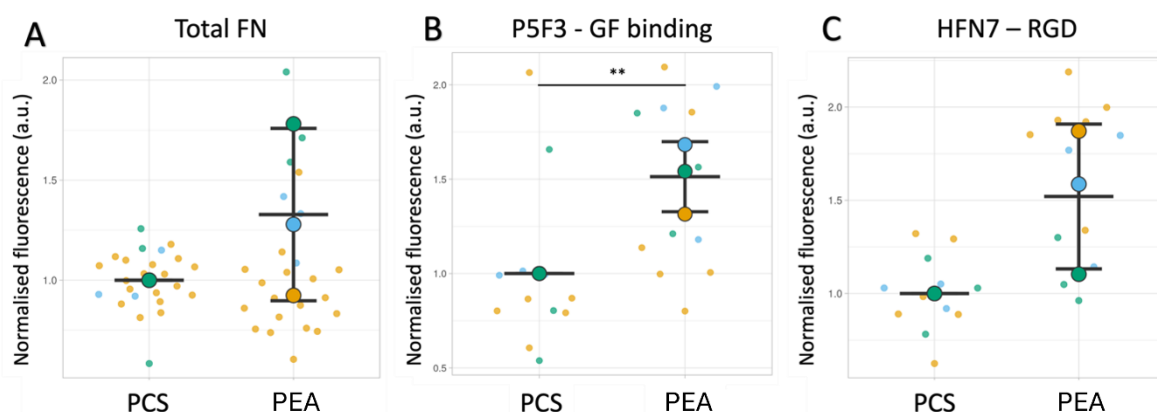 A
Total FN
Normalised fluorescence (a.u.)
2.0
1.5
1.0
PCS
PEA
B
P5F3 - GF binding
Normalised fluorescence (a.u.)
2.0
1.5
1.0
0.5
**
PCS
PEA
C
HFN7 – RGD
Normalised fluorescence (a.u.)
2.0
1.5
1.0
PCS
PEA